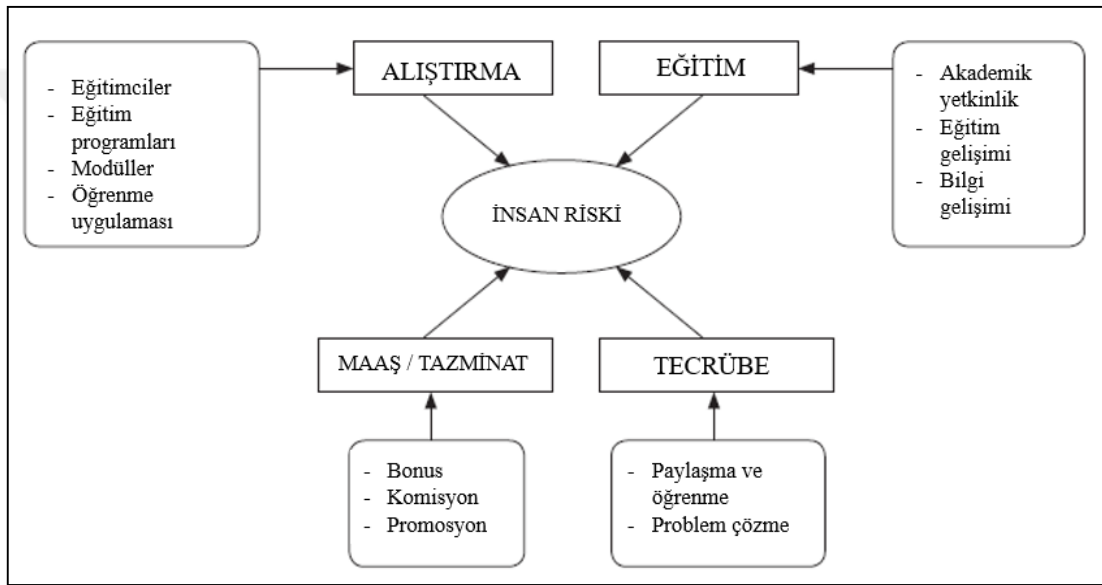 - Eğitimciler
- Eğitim
programları
- Modüller
- Öğrenme
uygulaması
ALIŞTIRMA
EĞİTİM
- Akademik
yetkinlik
- Eğitim
gelişimi
- Bilgi
gelişimi
İNSAN RİSKİ
MAAŞ / TAZMİNAT
TECRÜBE
- Bonus
- Komisyon
- Promosyon
- Paylaşma ve
öğrenme
- Problem çözme